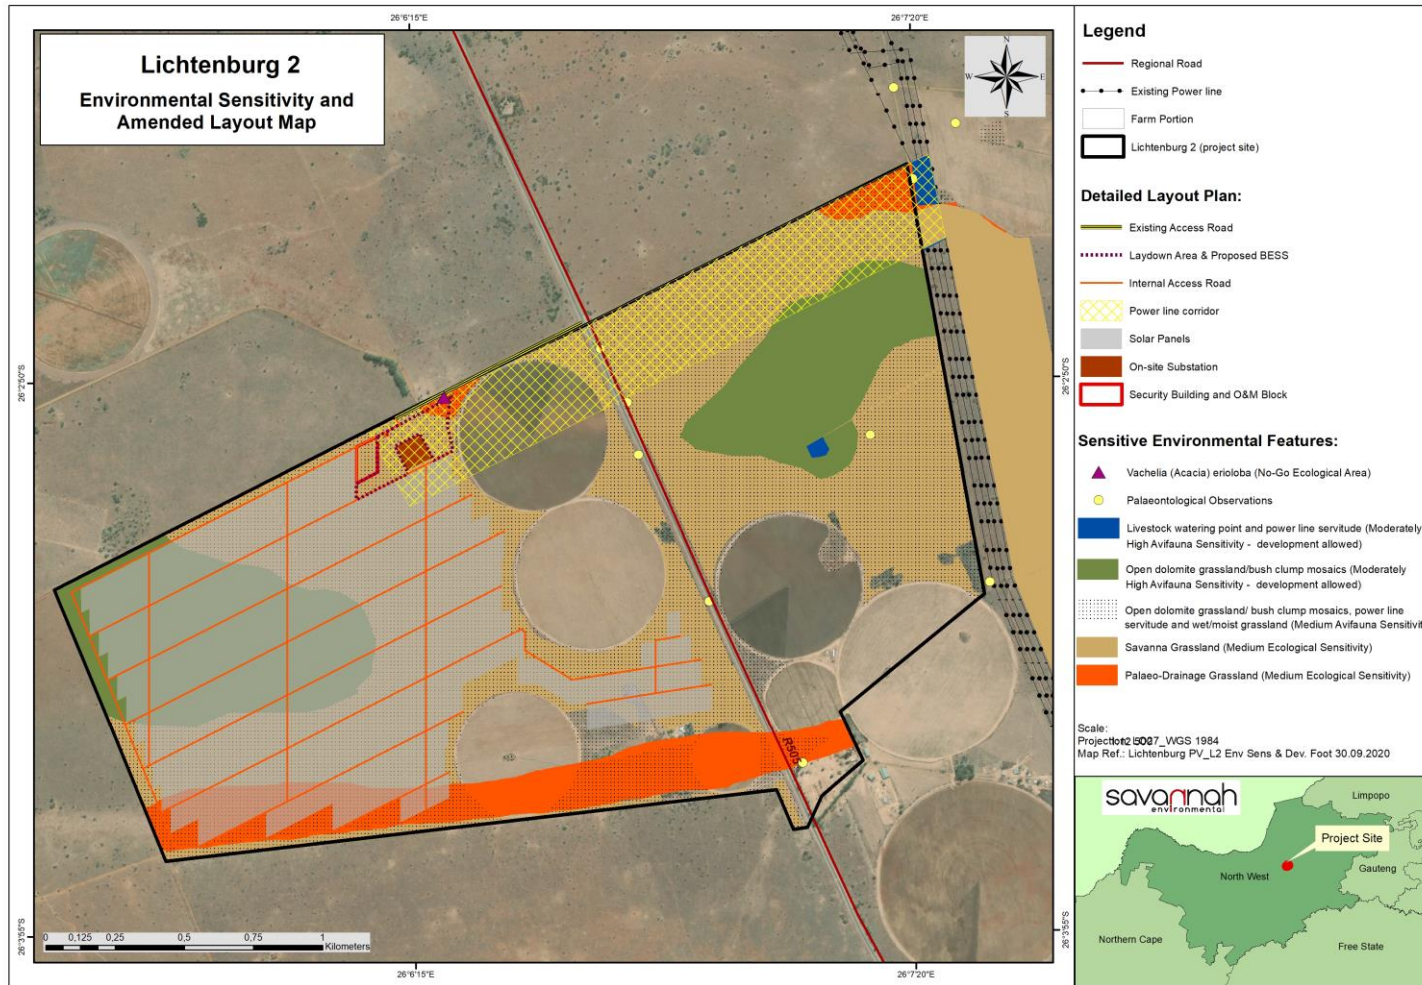 Lichtenburg 2
Environmental Sensitivity and
Amended Layout Map
26°6'15"E
26°7'20"E
N
W
E
S
26°2'50"S
26°2'50"S
26°3'55"S
26°3'55"S
R505
0 0,125 0,25 0,5 0,75 1
Kilometers
26°6'15"E
26°7'20"E
Legend
Regional Road
Existing Power line
Farm Portion
Lichtenburg 2 (project site)
Detailed Layout Plan:
Existing Access Road
Laydown Area & Proposed BESS
Internal Access Road
Power line corridor
Solar Panels
On-site Substation
Security Building and O&M Block
Sensitive Environmental Features:
Vachelia (Acacia) erioloba (No-Go Ecological Area)
Palaeontological Observations
Livestock watering point and power line servitude (Moderately
High Avifauna Sensitivity - development allowed)
Open dolomite grassland/bush clump mosaics (Moderately
High Avifauna Sensitivity - development allowed)
Open dolomite grassland/ bush clump mosaics, power line
servitude and wet/moist grassland (Medium Avifauna Sensitivit
Savanna Grassland (Medium Ecological Sensitivity)
Palaeo-Drainage Grassland (Medium Ecological Sensitivity)
Scale:
WGS 1984
Map Ref.: Lichtenburg PV_L2 Env Sens & Dev. Foot 30.09.2020
savannah
environmental
Limpopo
Project Site
North West
Gauteng
Northern Cape
Free State